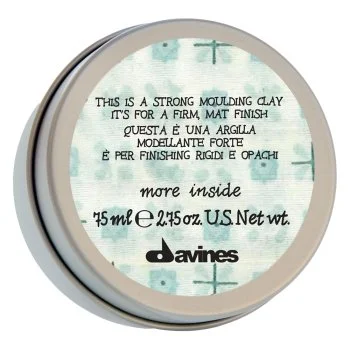 THIS IS A STRONG MOULDING CLAY
IT'S FOR A FIRM, MAT FINISH
QUESTA È UNA ARGILLA
MODELLANTE FORTE
È PER FINISHING RIGIDI E OPACHI
more inside
75 ml ℮ 2.75 oz. U.S. Net wt.
davines